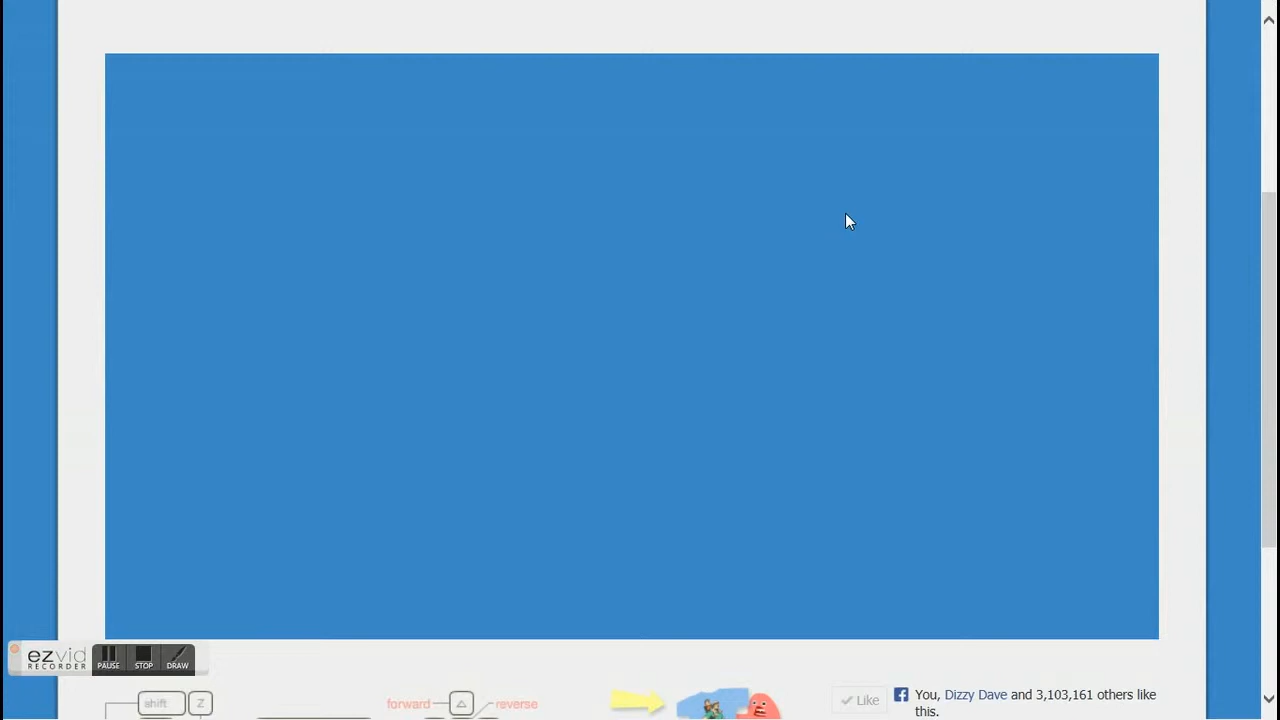 ezvid
RECORDER
PAUSE
STOP
DRAW
shift
Z
forward
reverse
Like
You, Dizzy Dave and 3,103,161 others like
this.